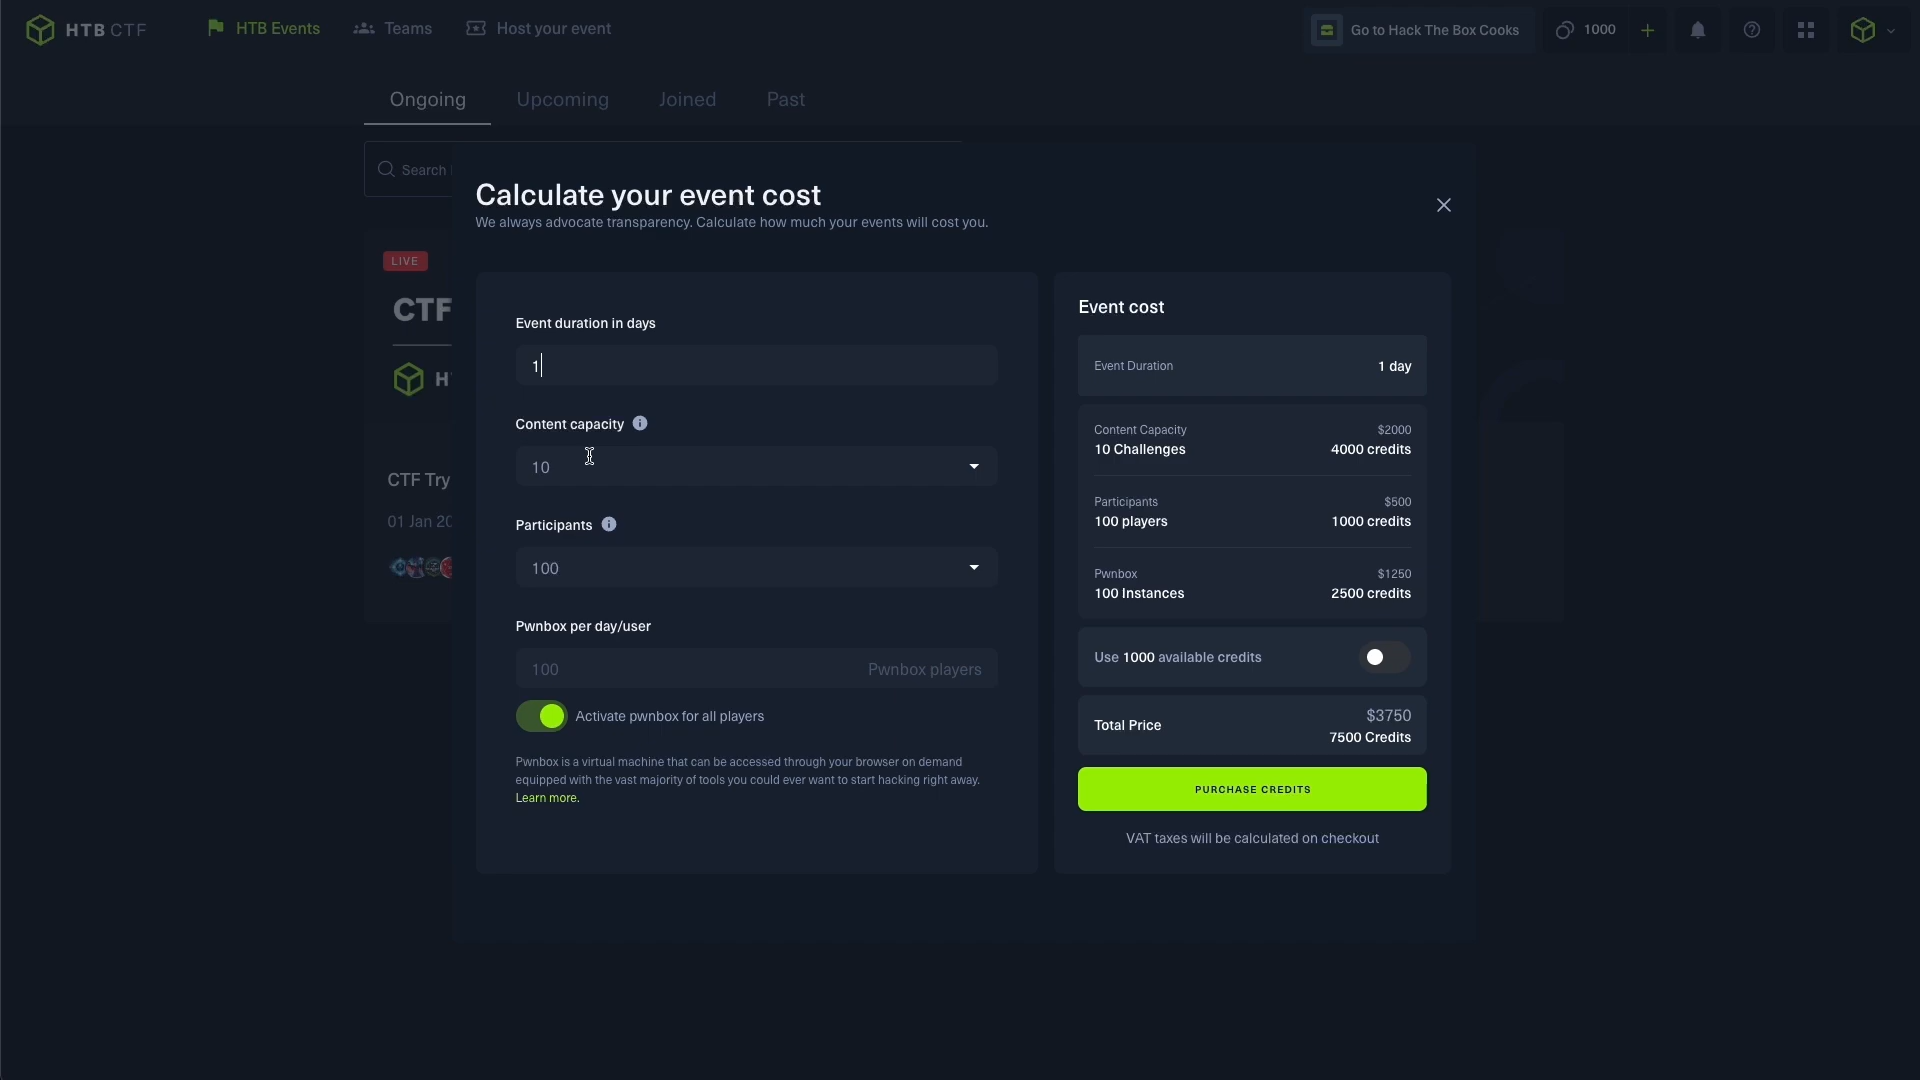 HTB CTF
HTB Events
Teams
Host your event
Go to Hack The Box Cooks
1000
Ongoing
Upcoming
Joined
Past
Search
Calculate your event cost
We always advocate transparency. Calculate how much your events will cost you.
LIVE
CTF
CTF Try
01 Jan 20
Event duration in days
1
Content capacity
10
Participants
100
Pwnbox per day/user
100
Pwnbox players
Activate pwnbox for all players
Pwnbox is a virtual machine that can be accessed through your browser on demand
equipped with the vast majority of tools you could ever want to start hacking right away.
Learn more.
Event cost
Event Duration
1 day
Content Capacity
$2000
10 Challenges
4000 credits
Participants
$500
100 players
1000 credits
Pwnbox
$1250
100 Instances
2500 credits
Use 1000 available credits
Total Price
$3750
7500 Credits
PURCHASE CREDITS
VAT taxes will be calculated on checkout